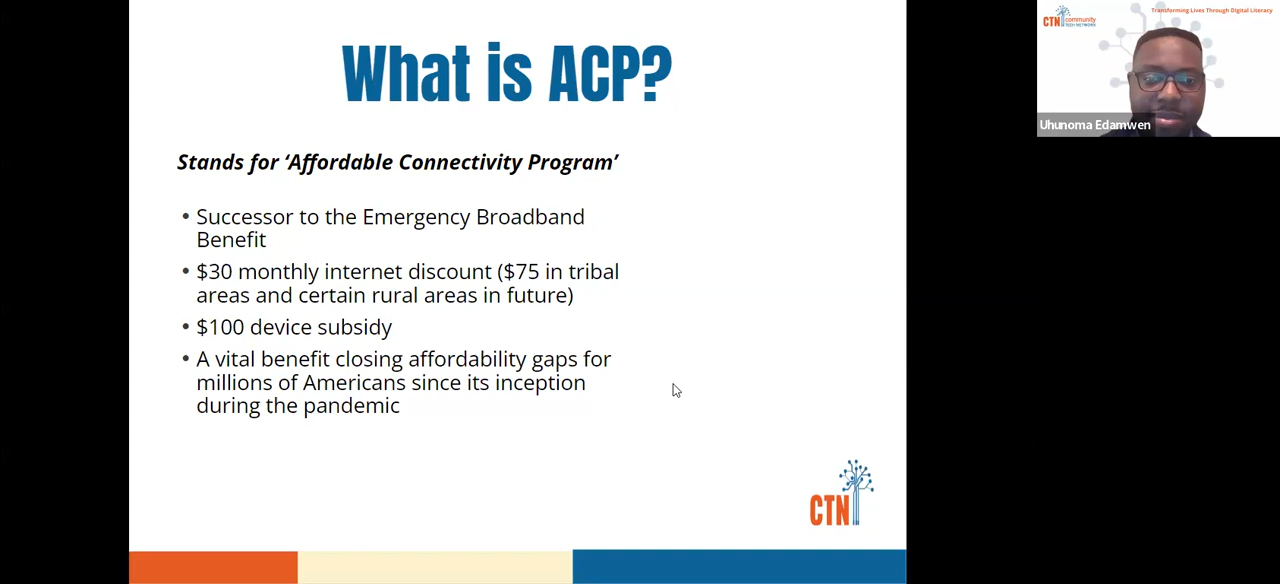 What is ACP?
Stands for ‘Affordable Connectivity Program’
• Successor to the Emergency Broadband
Benefit
• $30 monthly internet discount ($75 in tribal
areas and certain rural areas in future)
• $100 device subsidy
• A vital benefit closing affordability gaps for
millions of Americans since its inception
during the pandemic
CTN
Transforming Lives Through Digital Literacy
CTN community
TECH NETWORK
Uhunoma Edamwen